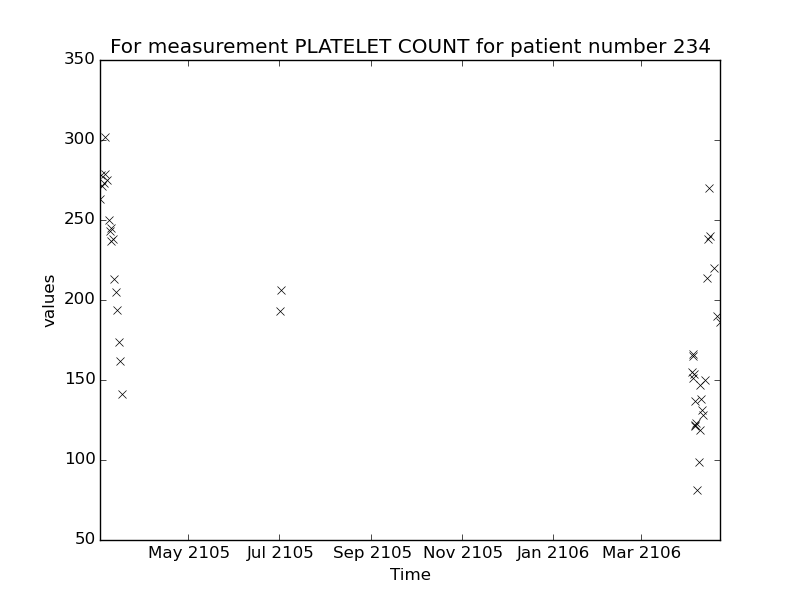 For measurement PLATELET COUNT for patient number 234
350
300
250
200
150
100
50
values
May 2105 Jul 2105 Sep 2105 Nov 2105 Jan 2106 Mar 2106
Time